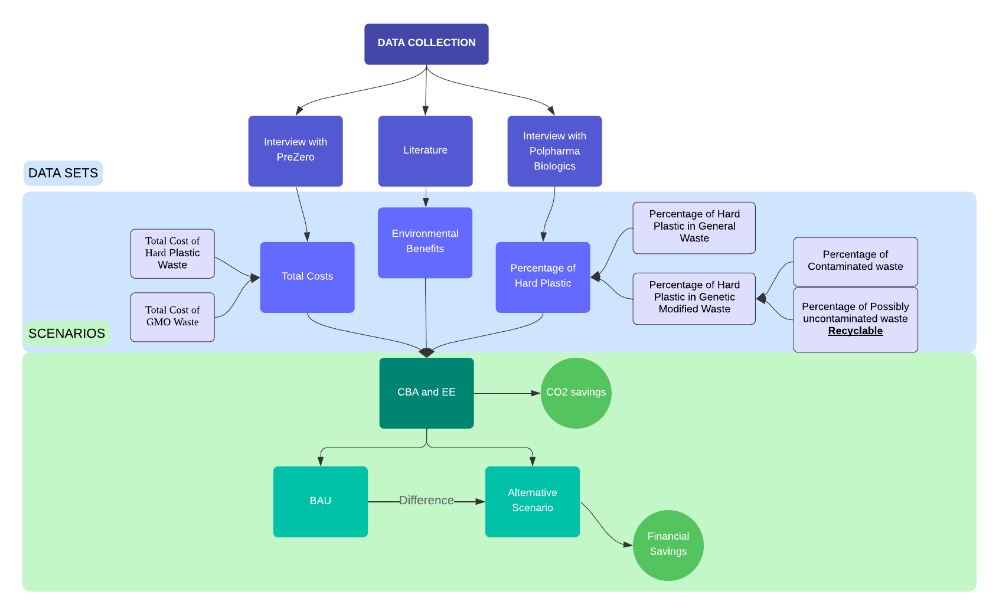 DATA COLLECTION
Interview with
PreZero
Literature
Interview with
Polpharma
Biologics
DATA SETS
Total Cost of
Hard Plastic
Waste
Total Cost of
GMO Waste
Total Costs
Environmental
Benefits
Percentage of
Hard Plastic
Percentage of Hard
Plastic in General
Waste
Percentage of Hard
Plastic in Genetic
Modified Waste
Percentage of
Contaminated waste
Percentage of Possibly
uncontaminated waste
Recyclable
SCENARIOS
CBA and EE
CO2 savings
BAU
Difference
Alternative
Scenario
Financial
Savings